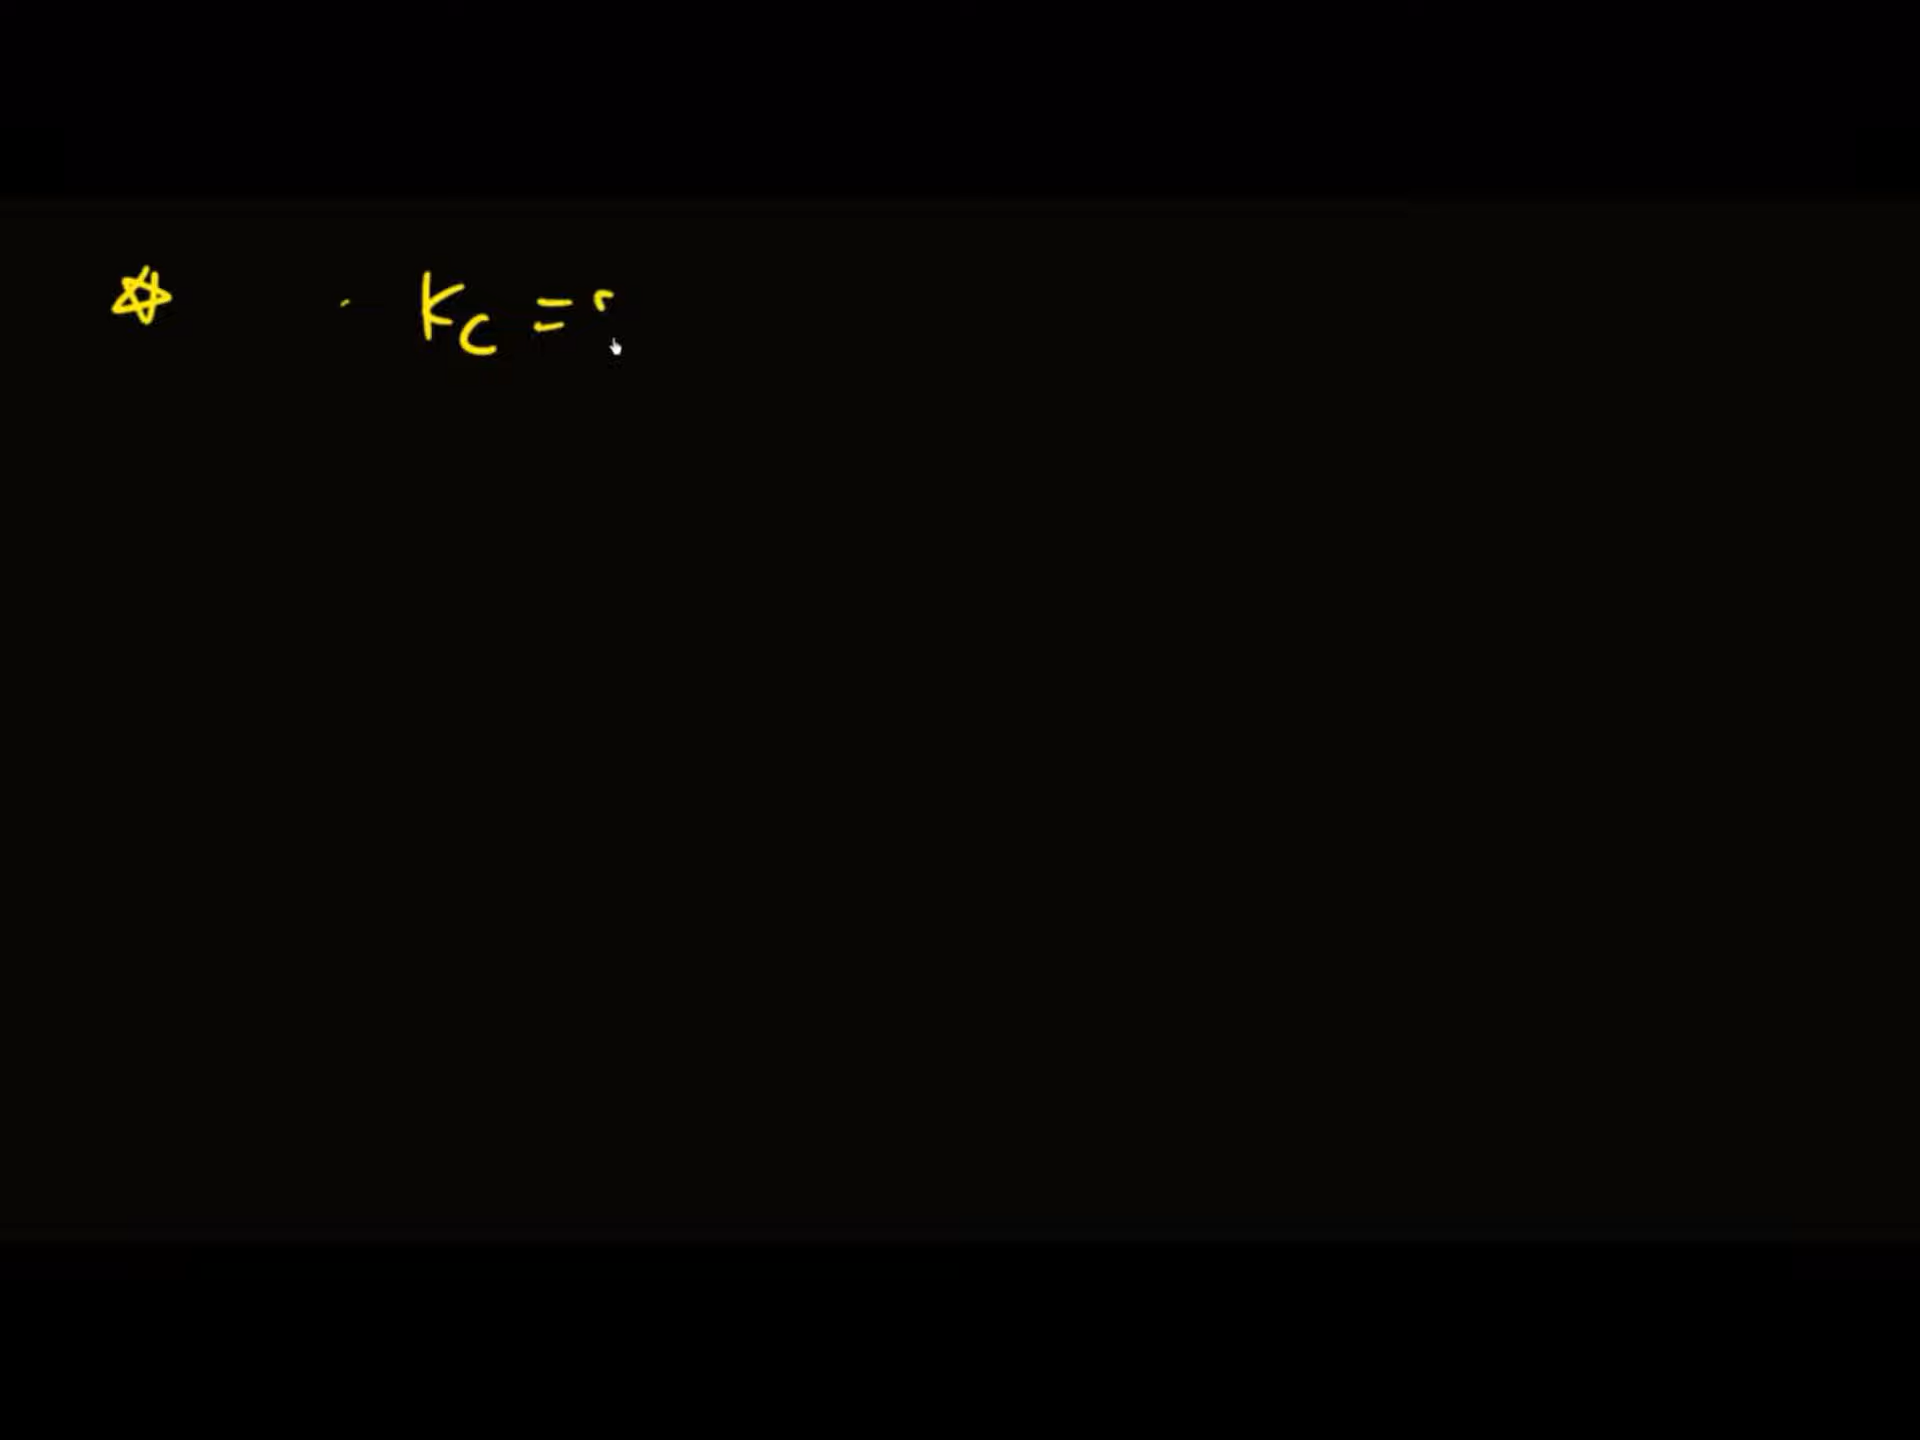 Kc =